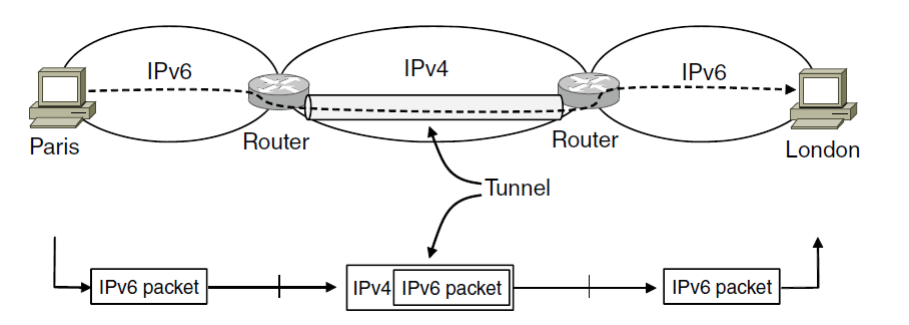 IPv6
IPv4
IPv6
Paris
Router
Router
London
Tunnel
IPv6 packet
IPv4 IPv6 packet
IPv6 packet